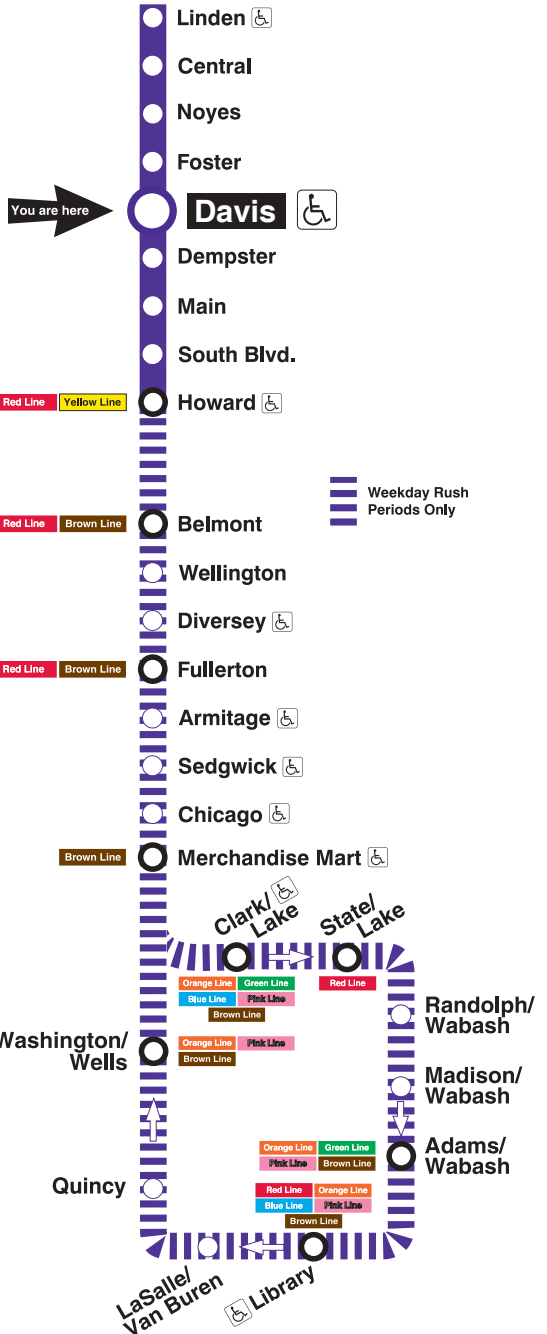 Linden
Central
Noyes
Foster
You are here
Davis
Dempster
Main
South Blvd.
Red Line Yellow Line
Howard
Weekday Rush
Periods Only
Red Line Brown Line
Belmont
Wellington
Diversey
Red Line Brown Line
Fullerton
Armitage
Sedgwick
Chicago
Brown Line
Merchandise Mart
Clark/
Lake
State/
Lake
Orange Line Green Line
Blue Line Pink Line
Brown Line
Red Line
Randolph/
Wabash
Washington/
Wells
Orange Line Pink Line
Brown Line
Madison/
Wabash
Orange Line Green Line
Pink Line Brown Line
Adams/
Wabash
Quincy
Red Line Orange Line
Blue Line Pink Line
Brown Line
LaSalle/
Van Buren
Library